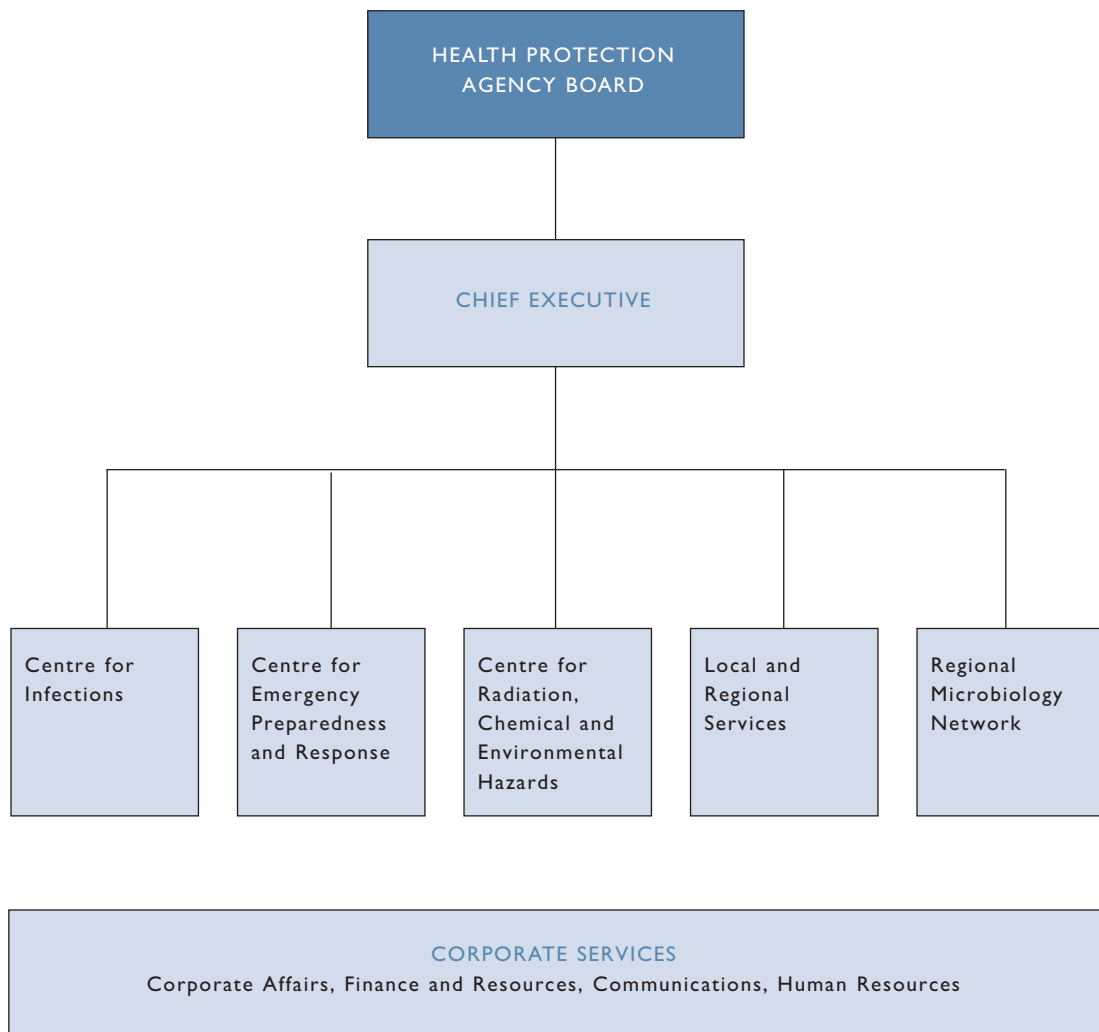 HEALTH PROTECTION
AGENCY BOARD
CHIEF EXECUTIVE
Centre for
Infections
Centre for
Emergency
Preparedness
and Response
Centre for
Radiation,
Chemical and
Environmental
Hazards
Local and
Regional
Services
Regional
Microbiology
Network
CORPORATE SERVICES
Corporate Affairs, Finance and Resources, Communications, Human Resources